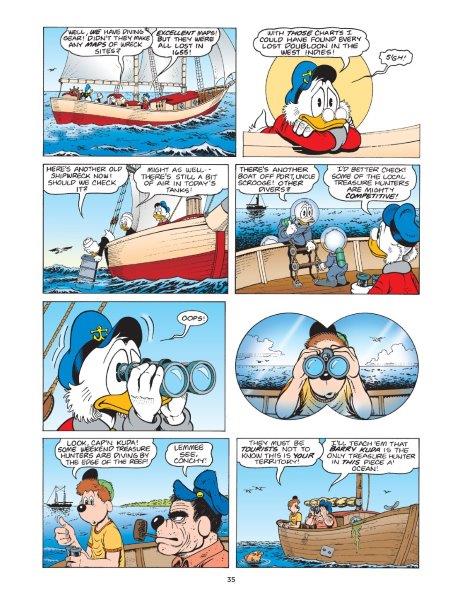 WELL, WE HAVE DIVING
GEAR! DIDN'T THEY MAKE
ANY MAPS OF WRECK
SITES?
EXCELLENT MAPS!
BUT THEY WERE
ALL LOST IN
1655!
WITH THOSE CHARTS I
COULD HAVE FOUND EVERY
LOST DOUBLOON IN THE
WEST INDIES!
SIGH!
HERE'S ANOTHER OLD
SHIPWRECK NOW!
SHOULD WE CHECK
IT?
MIGHT AS WELL--
THERE'S STILL A BIT
OF AIR IN TODAY'S
TANKS!
THERE'S ANOTHER
BOAT OFF PORT, UNCLE
SCROOGE! OTHER
DIVERS?
I'D BETTER CHECK!
SOME OF THE LOCAL
TREASURE HUNTERS
ARE MIGHTY
COMPETITIVE!
OOPS!
LOOK, CAP'N KUDA!
SOME WEEKEND TREASURE
HUNTERS ARE DIVING BY
THE EDGE OF THE REEF!
LEMMEE
SEE,
CONCHY!
THEY MUST BE
TOURISTS NOT TO
KNOW THIS IS YOUR
TERRITORY!
I'LL TEACH 'EM THAT
BARRY KUDA IS THE
ONLY TREASURE HUNTER
IN THIS PIECE A'
OCEAN!
35